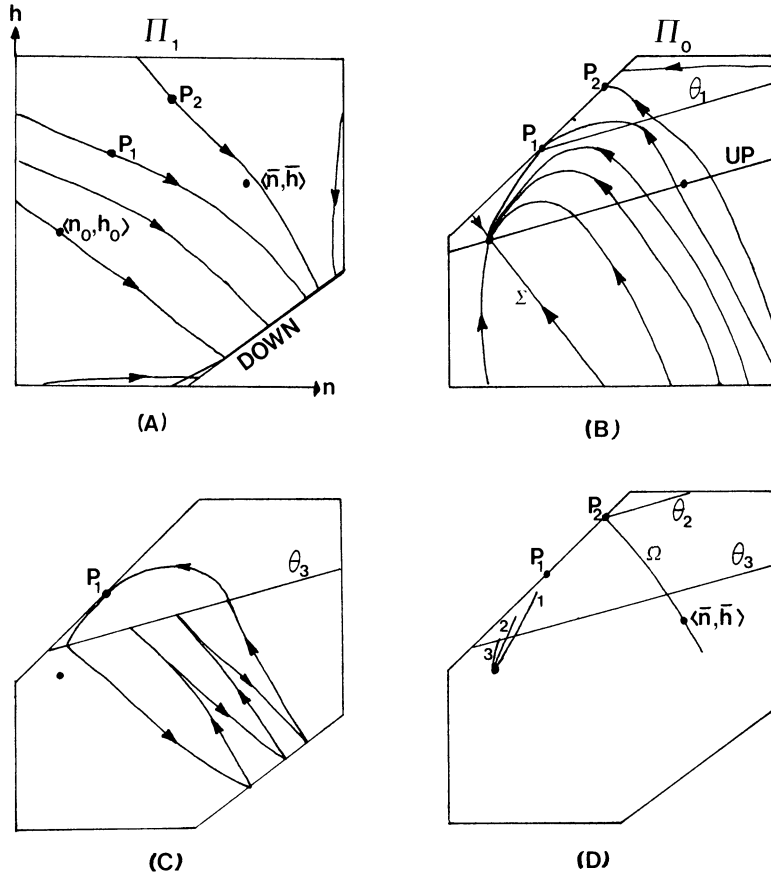 h
Π₁
P₂
P₁
⟨n̄, h̄⟩
⟨n₀, h₀⟩
DOWN
n
(A)
Π₀
P₂
θ₁
P₁
UP
Σ
(B)
θ₃
P₁
(C)
P₂
θ₂
Ω
θ₃
P₁
1
2
3
⟨n̄, h̄⟩
(D)